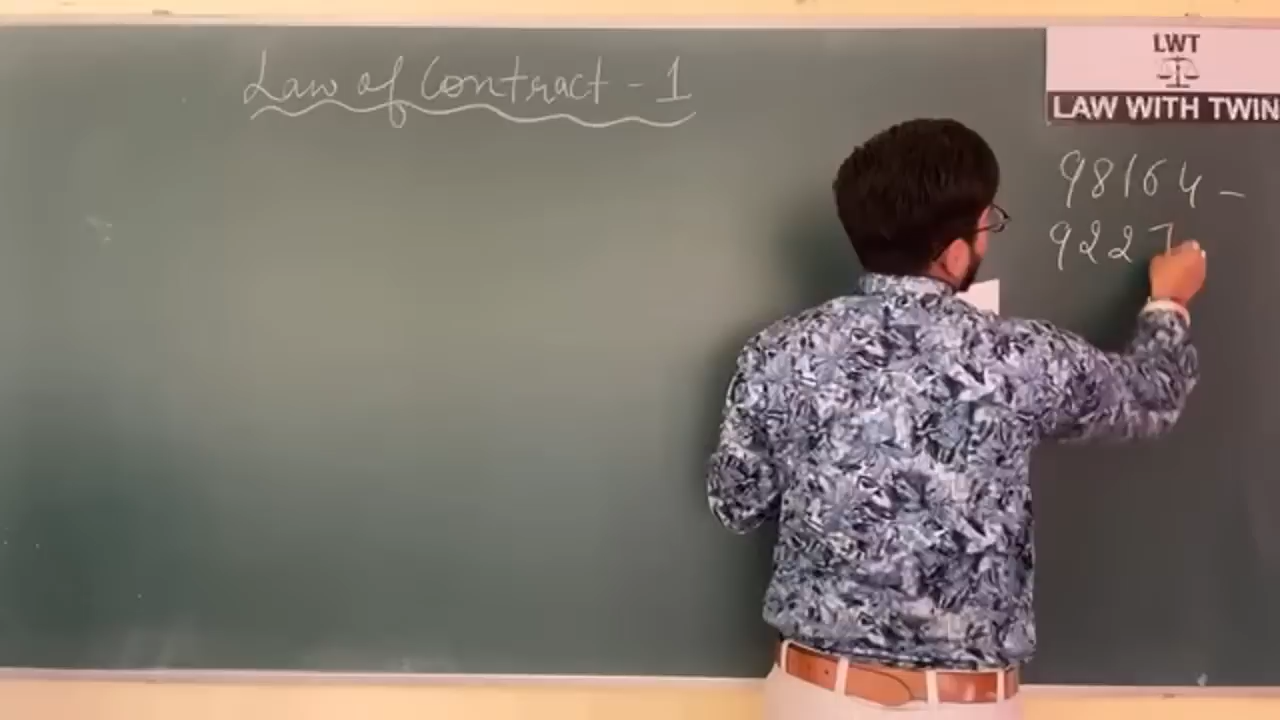 Law of Contract - 1
LWT
LAW WITH TWIN
98164 -
9227